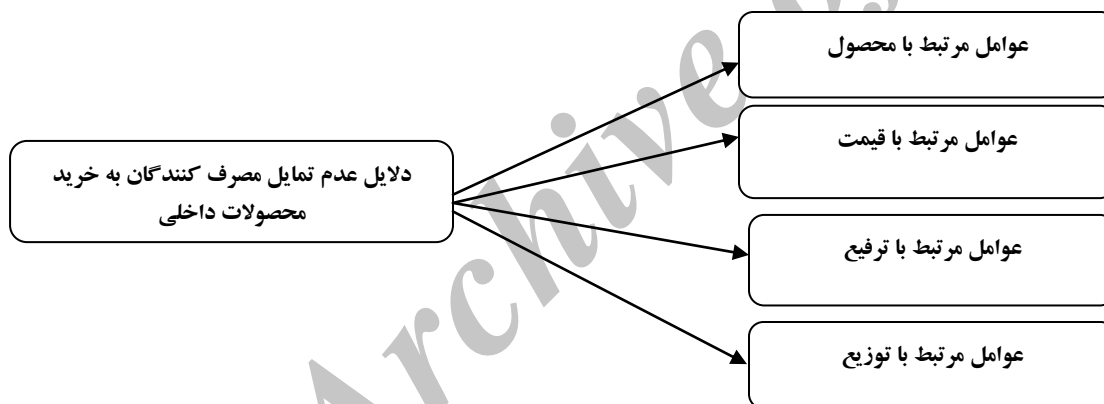 عوامل مرتبط با محصول
عوامل مرتبط با قیمت
دلایل عدم تمایل مصرف کنندگان به خرید
محصولات داخلی
عوامل مرتبط با ترفیع
عوامل مرتبط با توزیع
Archive